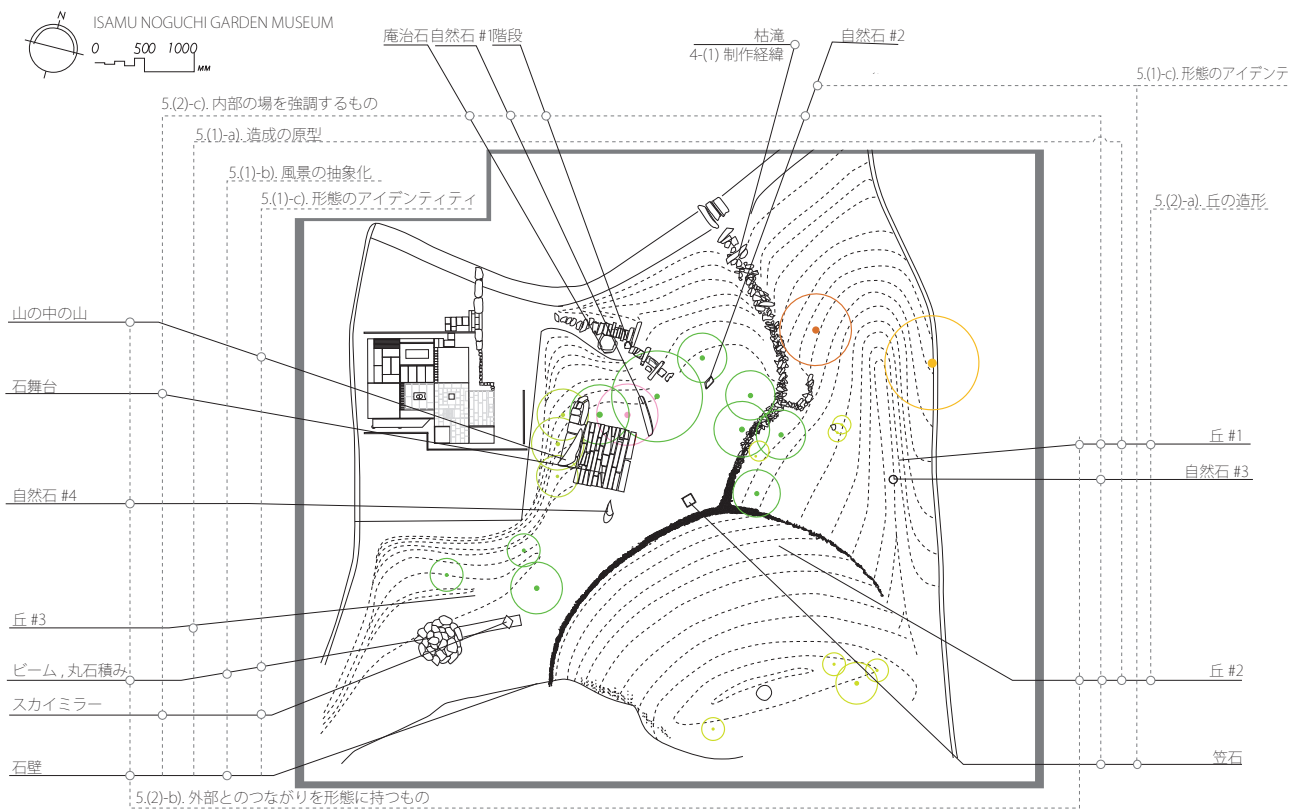 N
ISAMU NOGUCHI GARDEN MUSEUM
0 500 1000
MM
庵治石 自然石 #1 階段
枯滝
4-(1) 制作経緯
自然石 #2
5.(1)-c). 形態のアイデンテ
5.(2)-c). 内部の場を強調するもの
5.(1)-a). 造成の原型
5.(1)-b). 風景の抽象化
5.(1)-c). 形態のアイデンティティ
5.(2)-a). 丘の造形
山の中の山
石舞台
自然石 #4
丘 #3
ビーム , 丸石積み
スカイミラー
石壁
丘 #1
自然石 #3
丘 #2
笠石
5.(2)-b). 外部とのつながりを形態に持つもの